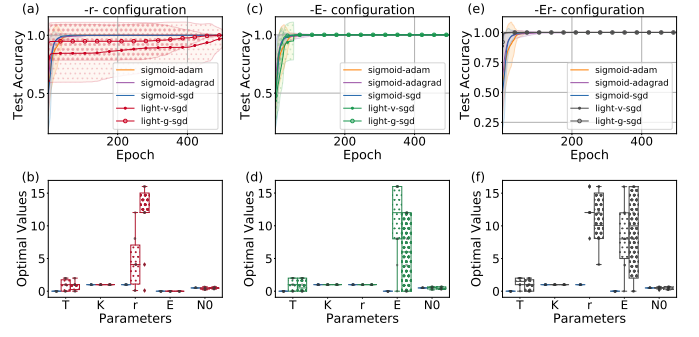 (a) -r- configuration
Test Accuracy
1.0
0.5
sigmoid-adam
sigmoid-adagrad
sigmoid-sgd
light-v-sgd
light-g-sgd
200 400
Epoch
(c) -E- configuration
Test Accuracy
1.0
0.5
sigmoid-adam
sigmoid-adagrad
sigmoid-sgd
light-v-sgd
light-g-sgd
200 400
Epoch
(e) -Er- configuration
Test Accuracy
1.00
0.75
0.50
0.25
sigmoid-adam
sigmoid-adagrad
sigmoid-sgd
light-v-sgd
light-g-sgd
200 400
Epoch
(b)
Optimal Values
15
10
5
0
T K r E N0
Parameters
(d)
Optimal Values
15
10
5
0
T K r E N0
Parameters
(f)
Optimal Values
15
10
5
0
T K r E N0
Parameters